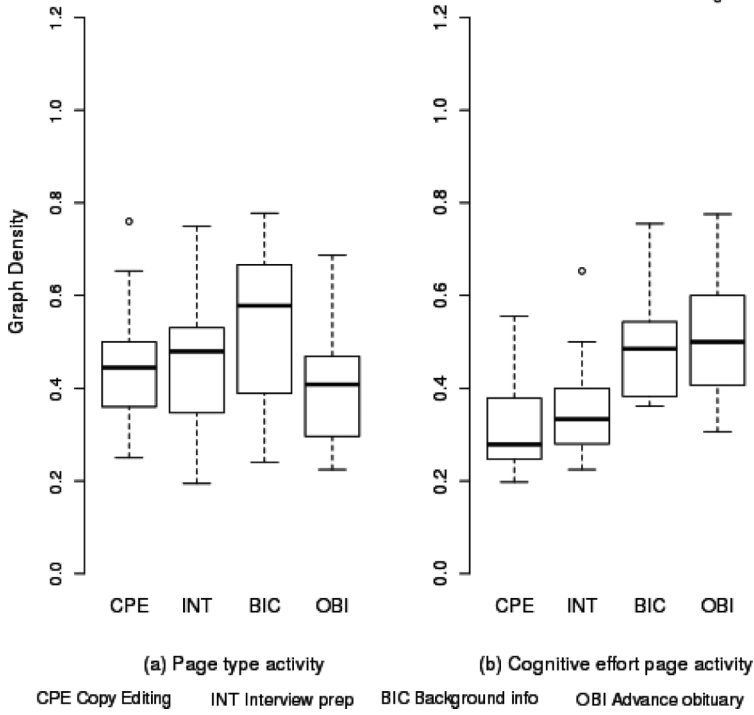 1.2
1.0
0.8
0.6
0.4
0.2
0.0
Graph Density
CPE INT BIC OBI
(a) Page type activity
1.2
1.0
0.8
0.6
0.4
0.2
0.0
CPE INT BIC OBI
(b) Cognitive effort page activity
CPE Copy Editing INT Interview prep BIC Background info OBI Advance obituary